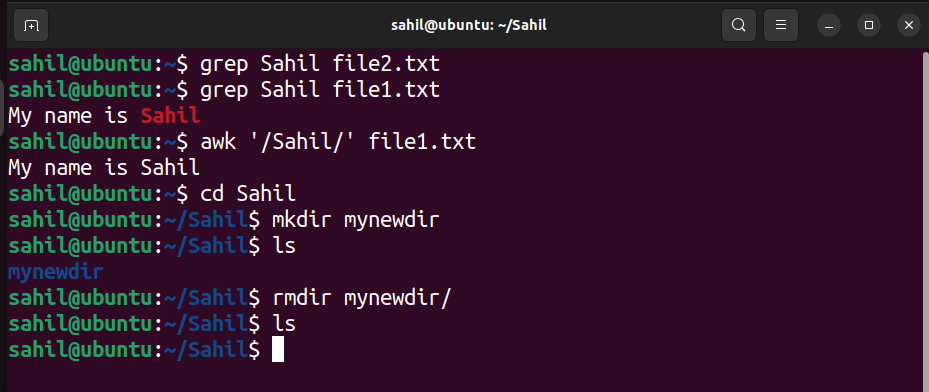 sahil@ubuntu: ~/Sahil
sahil@ubuntu:~$ grep Sahil file2.txt
sahil@ubuntu:~$ grep Sahil file1.txt
My name is Sahil
sahil@ubuntu:~$ awk '/Sahil/' file1.txt
My name is Sahil
sahil@ubuntu:~$ cd Sahil
sahil@ubuntu:~/Sahil$ mkdir mynewdir
sahil@ubuntu:~/Sahil$ ls
mynewdir
sahil@ubuntu:~/Sahil$ rmdir mynewdir/
sahil@ubuntu:~/Sahil$ ls
sahil@ubuntu:~/Sahil$